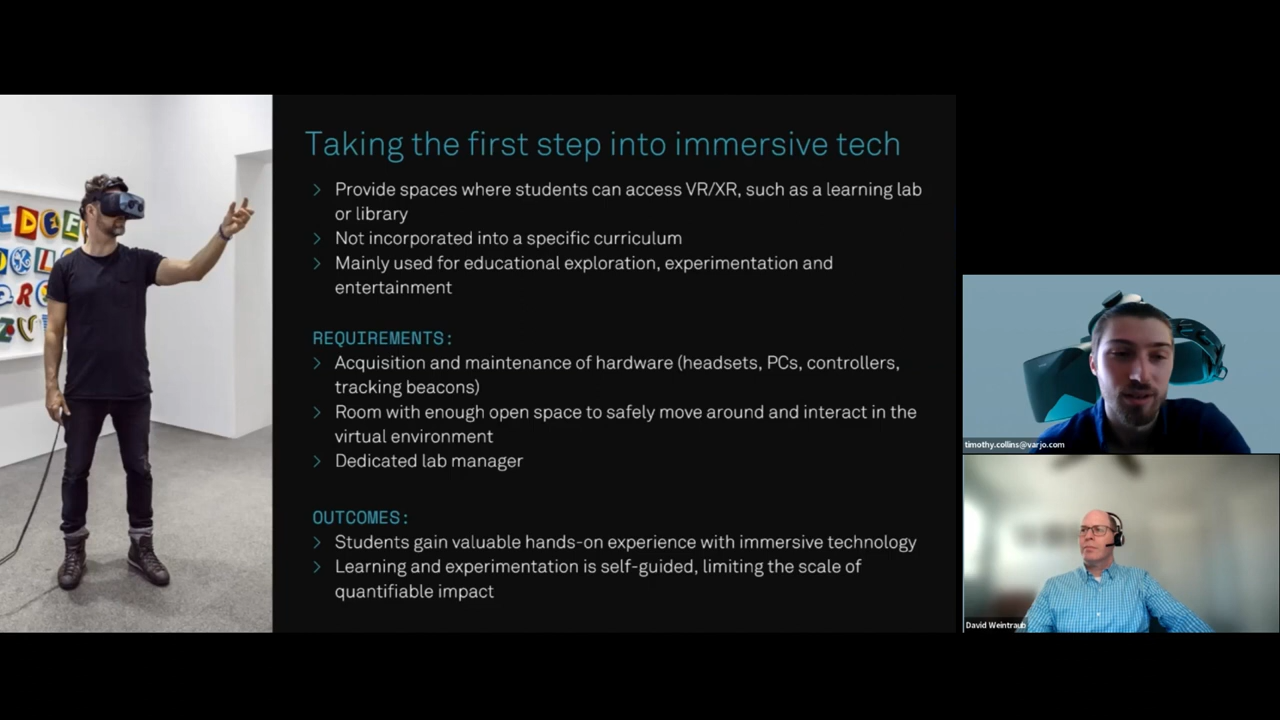 Taking the first step into immersive tech
> Provide spaces where students can access VR/XR, such as a learning lab
or library
> Not incorporated into a specific curriculum
> Mainly used for educational exploration, experimentation and
entertainment
REQUIREMENTS:
> Acquisition and maintenance of hardware (headsets, PCs, controllers,
tracking beacons)
> Room with enough open space to safely move around and interact in the
virtual environment
> Dedicated lab manager
OUTCOMES:
> Students gain valuable hands-on experience with immersive technology
> Learning and experimentation is self-guided, limiting the scale of
quantifiable impact
timothy.collins@varjo.com
David Weintraub